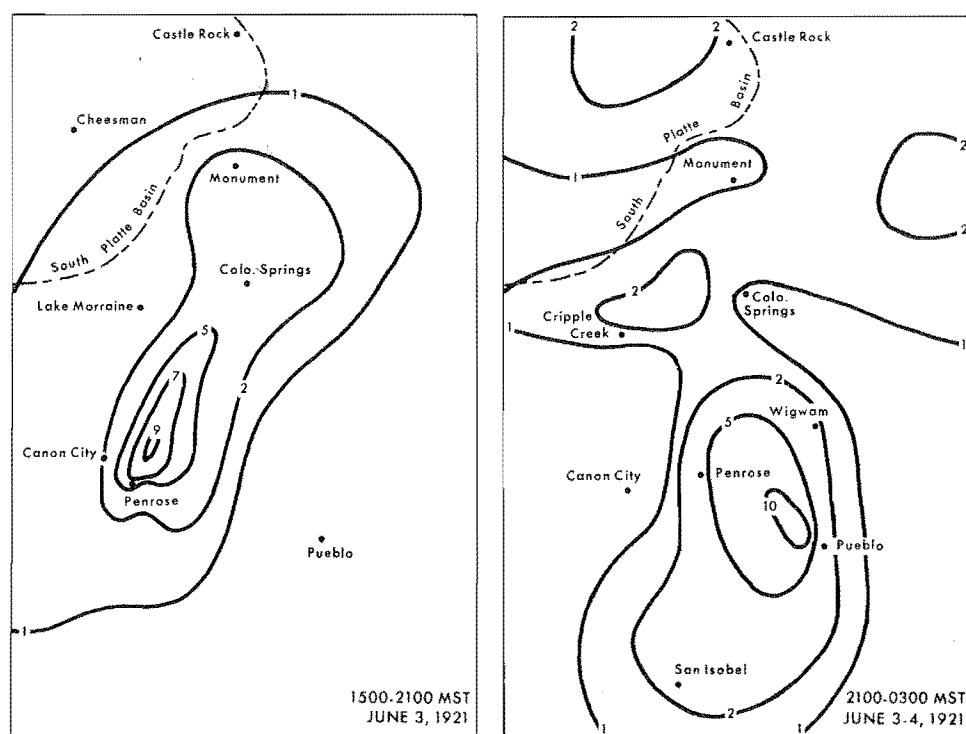 Castle Rock
1
Cheesman
Monument
South Platte Basin
Colo. Springs
Lake Morraine
5
7
2
9
Canon City
Penrose
Pueblo
1
1500-2100 MST
JUNE 3, 1921
2
2
Castle Rock
South Platte Basin
2
Monument
1
2
2
Colo.
Springs
Cripple
Creek
1
1
2
Wigwam
5
Canon City
Penrose
10
Pueblo
San Isobel
2
1
1
2100-0300 MST
JUNE 3-4, 1921